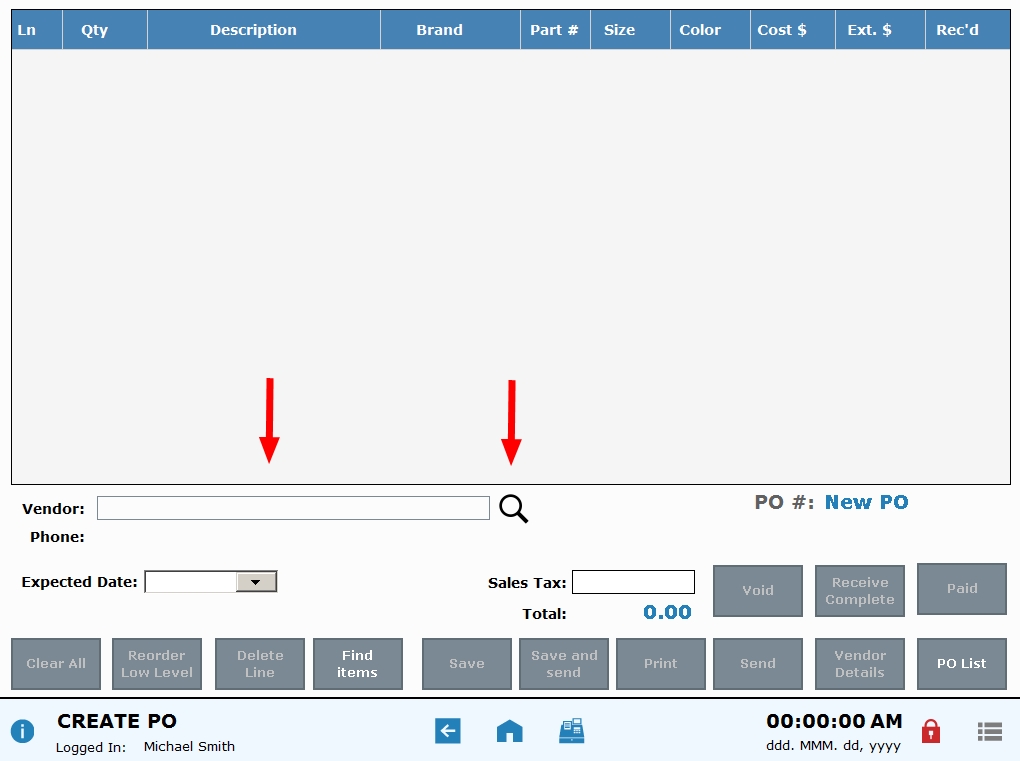 Ln Qty Description Brand Part # Size Color Cost $ Ext. $ Rec'd
Vendor:
PO #: New PO
Phone:
Expected Date:
Sales Tax:
Total: 0.00
Void
Receive
Complete
Paid
Clear All
Reorder
Low Level
Delete
Line
Find
items
Save
Save and
send
Print
Send
Vendor
Details
PO List
CREATE PO
Logged In: Michael Smith
00:00:00 AM
ddd. MMM. dd, yyyy